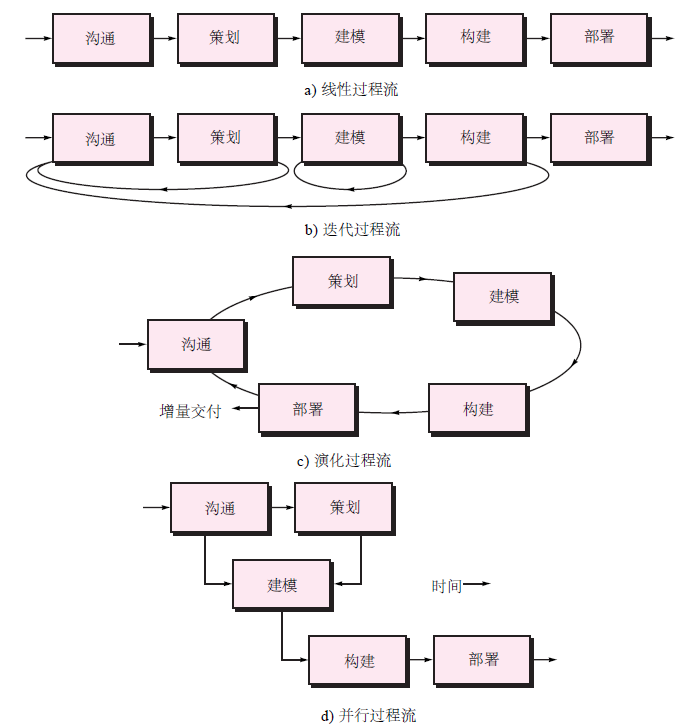 沟通 策划 建模 构建 部署
a) 线性过程流
沟通 策划 建模 构建 部署
b) 迭代过程流
策划
建模
沟通
部署
构建
增量交付
c) 演化过程流
沟通 策划
建模
时间
构建 部署
d) 并行过程流